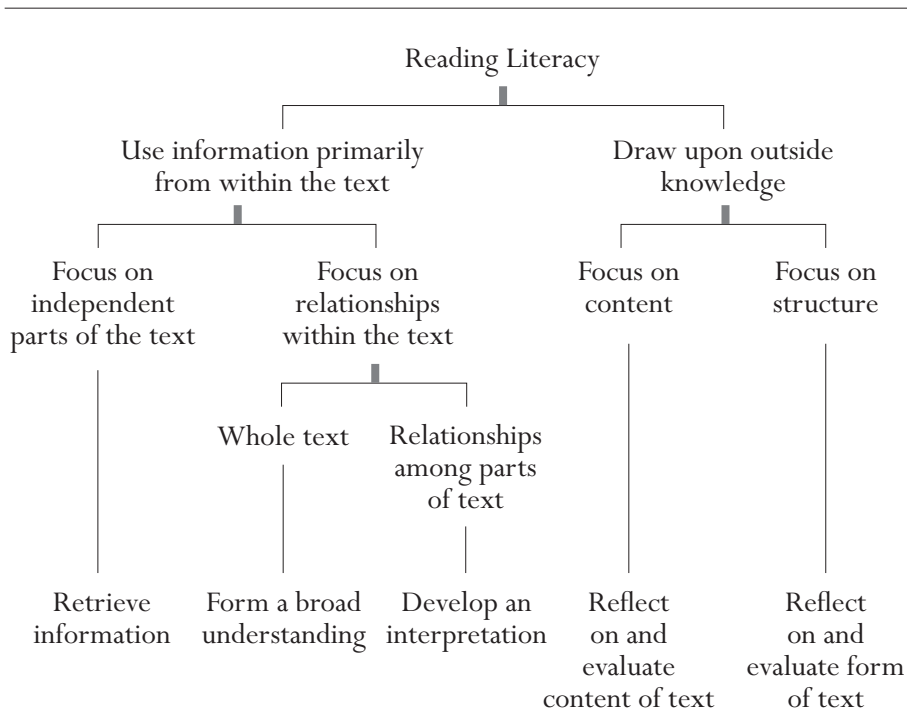 Reading Literacy
Use information primarily
from within the text
Draw upon outside
knowledge
Focus on
independent
parts of the text
Focus on
relationships
within the text
Focus on
content
Focus on
structure
Whole text
Relationships
among parts
of text
Retrieve
information
Form a broad
understanding
Develop an
interpretation
Reflect
on and
evaluate
content of text
Reflect
on and
evaluate form
of text